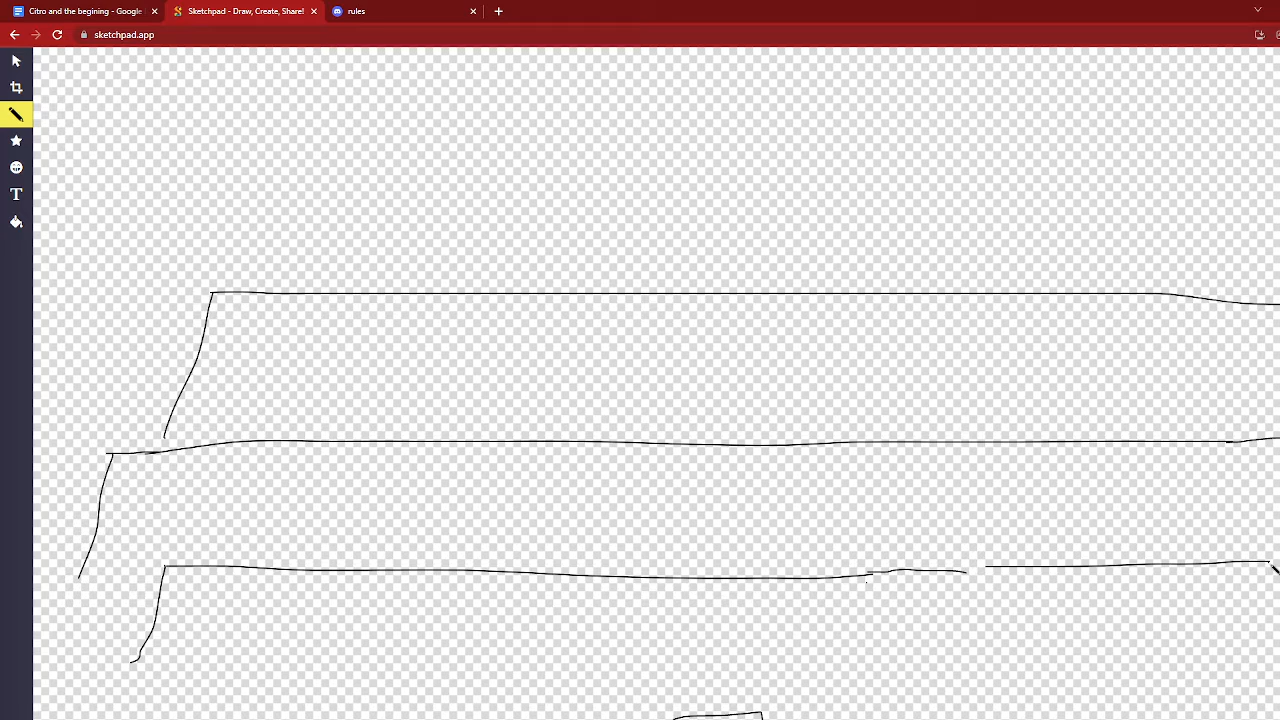 Citro and the begining - Google
Sketchpad - Draw, Create, Share!
rules
sketchpad.app
T